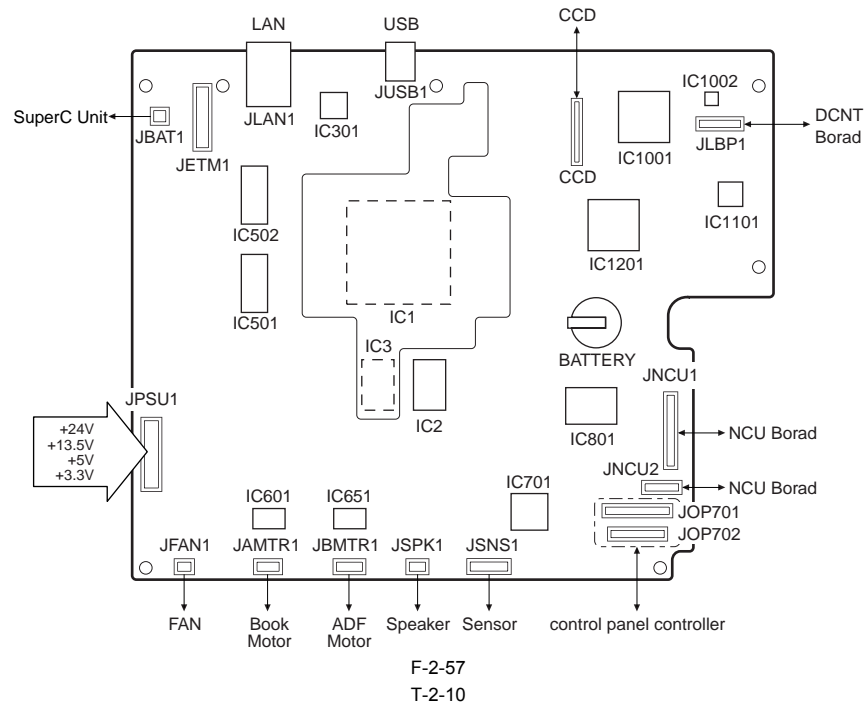 LAN
USB
CCD
SuperC Unit
JBAT1
JETM1
JLAN1
IC301
JUSB1
CCD
IC1001
IC1002
JLBP1
DCNT
Borad
IC1101
IC502
IC1201
IC501
IC1
IC3
IC2
BATTERY
JNCU1
IC801
NCU Borad
JPSU1
+24V
+13.5V
+5V
+3.3V
JNCU2
NCU Borad
IC601
IC651
IC701
JOP701
JOP702
JFAN1
JAMTR1
JBMTR1
JSPK1
JSNS1
FAN
Book
Motor
ADF
Motor
Speaker
Sensor
control panel controller
F-2-57
T-2-10